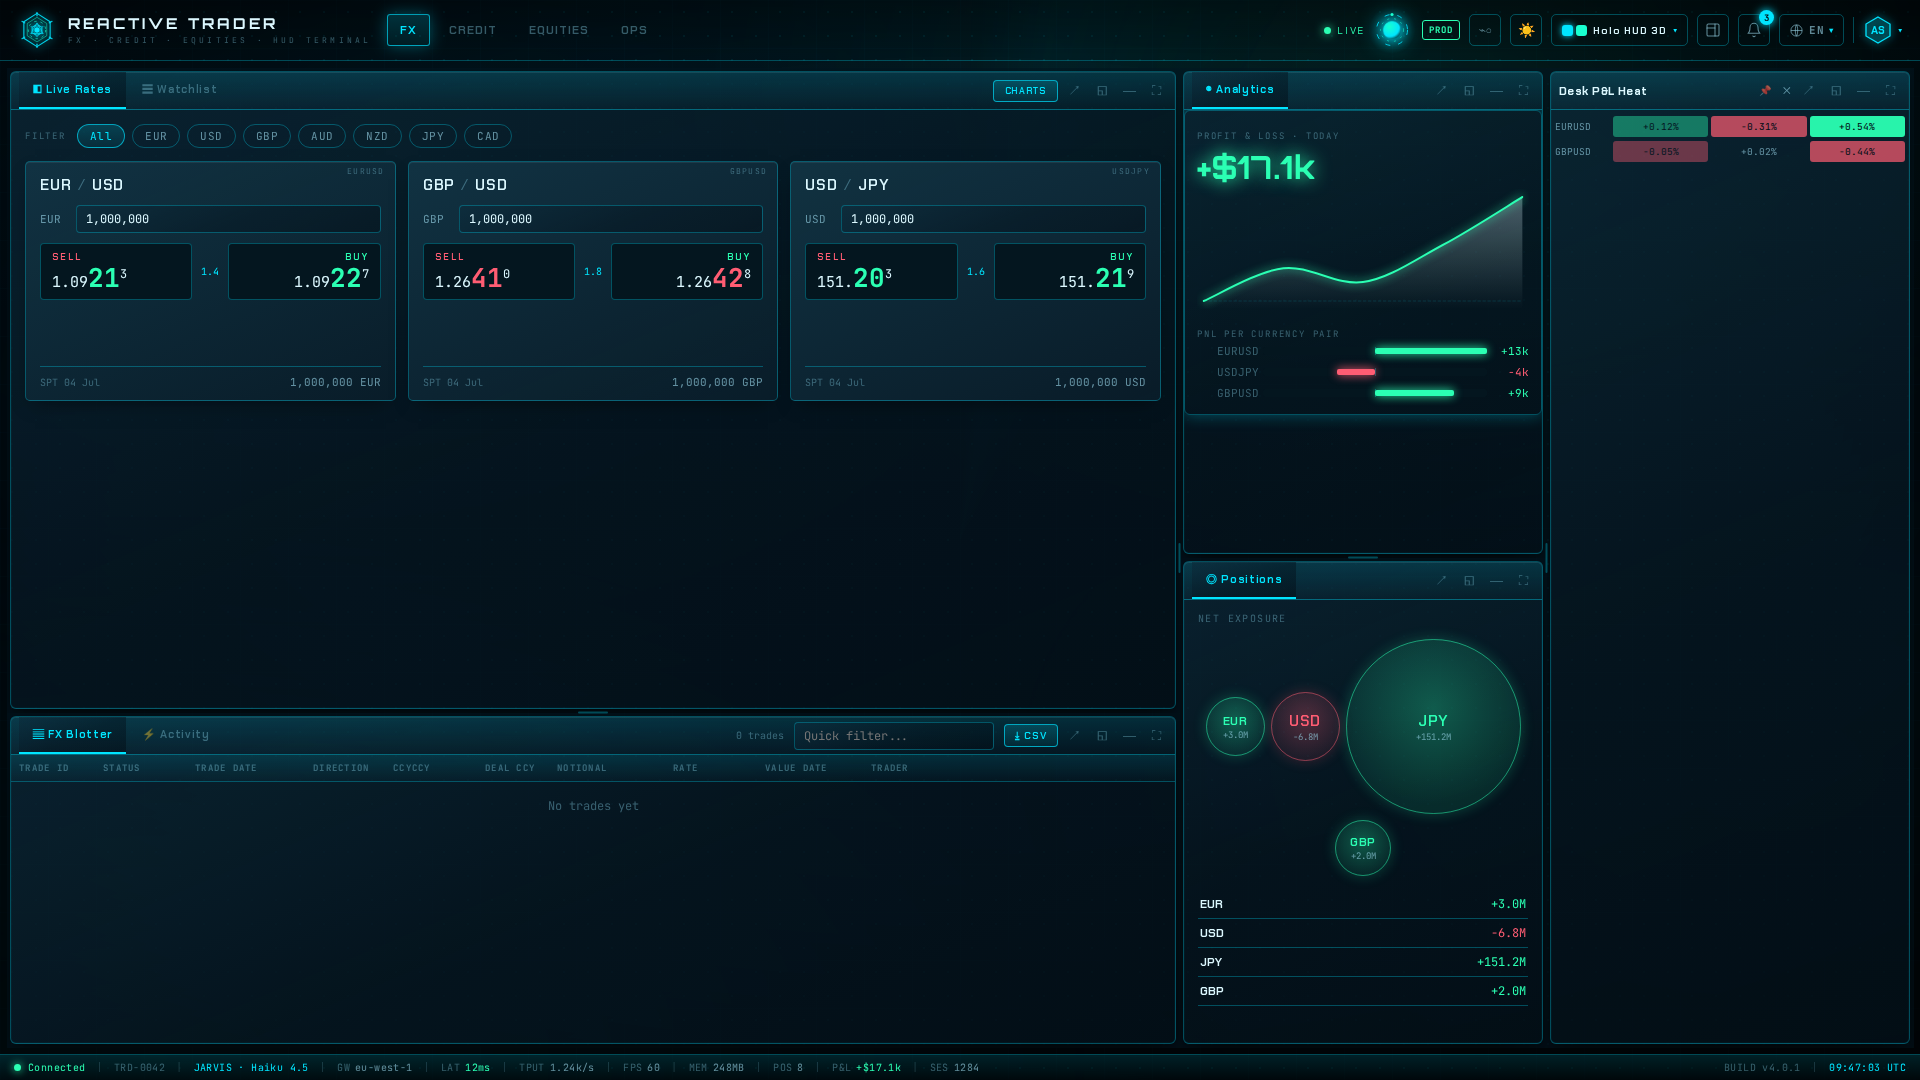 REACTIVE TRADER
FX · CREDIT · EQUITIES · HUD TERMINAL
FX CREDIT EQUITIES OPS
LIVE
PROD
Holo HUD 3D
3
EN
AS
Live Rates Watchlist
CHARTS
FILTER All EUR USD GBP AUD NZD JPY CAD
EURUSD
EUR / USD
EUR 1,000,000
SELL
1.09213
1.4
BUY
1.09227
SPT 04 Jul 1,000,000 EUR
GBPUSD
GBP / USD
GBP 1,000,000
SELL
1.26410
1.8
BUY
1.26428
SPT 04 Jul 1,000,000 GBP
USDJPY
USD / JPY
USD 1,000,000
SELL
151.203
1.6
BUY
151.219
SPT 04 Jul 1,000,000 USD
Analytics
PROFIT & LOSS · TODAY
+$17.1k
PNL PER CURRENCY PAIR
EURUSD +13k
USDJPY -4k
GBPUSD +9k
Desk P&L Heat
EURUSD +0.12% -0.31% +0.54%
GBPUSD -0.05% +0.02% -0.44%
FX Blotter Activity
0 trades
Quick filter...
CSV
TRADE ID STATUS TRADE DATE DIRECTION CCYCCY DEAL CCY NOTIONAL RATE VALUE DATE TRADER
No trades yet
Positions
NET EXPOSURE
EUR
+3.0M
USD
-6.8M
JPY
+151.2M
GBP
+2.0M
EUR +3.0M
USD -6.8M
JPY +151.2M
GBP +2.0M
Connected TRD-0042 JARVIS · Haiku 4.5 GW eu-west-1 LAT 12ms TPUT 1.24k/s FPS 60 MEM 248MB POS 8 P&L +$17.1k SES 1284
BUILD v4.0.1 09:47:03 UTC